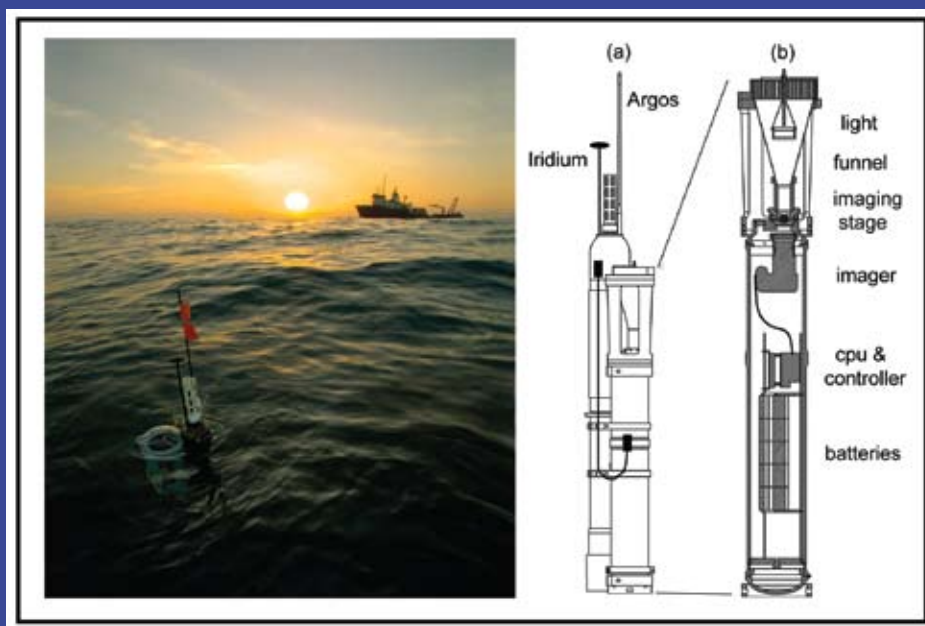 (a)
(b)
Argos
Iridium
light
funnel
imaging
stage
imager
cpu &
controller
batteries